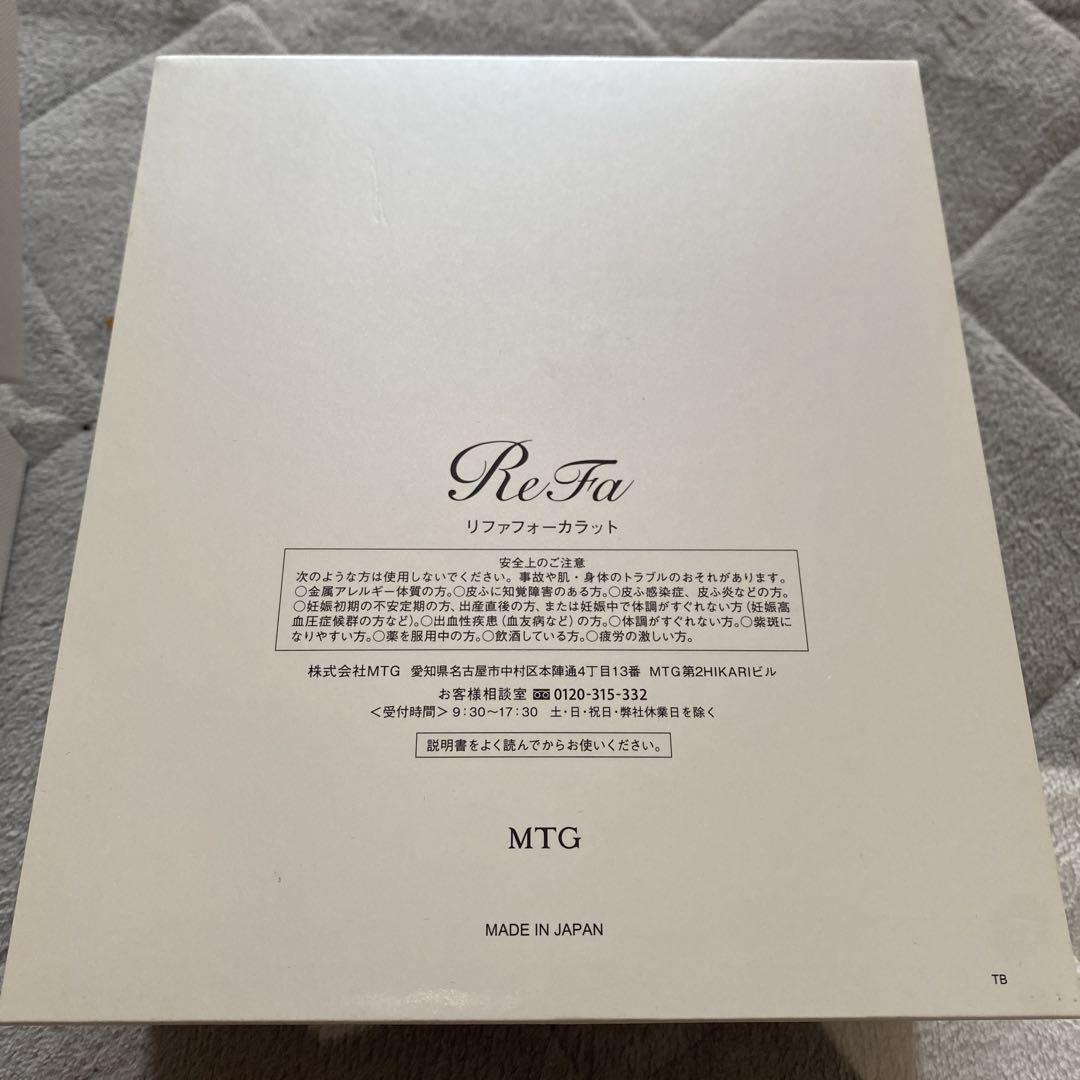 ReFa
リファフォーカラット
安全上のご注意
次のような方は使用しないでください。事故や肌・身体のトラブルのおそれがあります。
○金属アレルギー体質の方。○皮ふに知覚障害のある方。○皮ふ感染症、皮ふ炎などの方。
○妊娠初期の不安定期の方、出産直後の方、または妊娠中で体調がすぐれない方（妊娠高
血圧症候群の方など）。○出血性疾患（血友病など）の方。○体調がすぐれない方。○紫斑に
なりやすい方。○薬を服用中の方。○飲酒している方。○疲労の激しい方。
株式会社MTG 愛知県名古屋市中村区本陣通4丁目13番 MTG第2HIKARIビル
お客様相談室 0120-315-332
＜受付時間＞9:30〜17:30 土・日・祝日・弊社休業日を除く
説明書をよく読んでからお使いください。
MTG
MADE IN JAPAN
TB